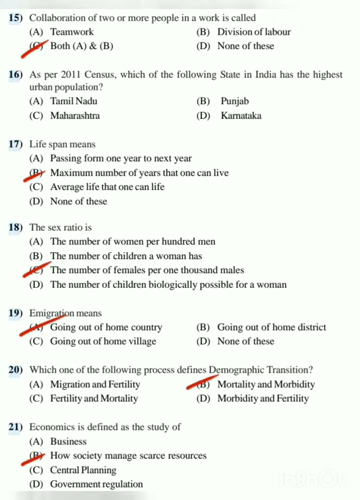 15) Collaboration of two or more people in a work is called
(A) Teamwork (B) Division of labour
(C) Both (A) & (B) (D) None of these
16) As per 2011 Census, which of the following State in India has the highest
urban population?
(A) Tamil Nadu (B) Punjab
(C) Maharashtra (D) Karnataka
17) Life span means
(A) Passing form one year to next year
(B) Maximum number of years that one can live
(C) Average life that one can life
(D) None of these
18) The sex ratio is
(A) The number of women per hundred men
(B) The number of children a woman has
(C) The number of females per one thousand males
(D) The number of children biologically possible for a woman
19) Emigration means
(A) Going out of home country (B) Going out of home district
(C) Going out of home village (D) None of these
20) Which one of the following process defines Demographic Transition?
(A) Migration and Fertility (B) Mortality and Morbidity
(C) Fertility and Mortality (D) Morbidity and Fertility
21) Economics is defined as the study of
(A) Business
(B) How society manage scarce resources
(C) Central Planning
(D) Government regulation